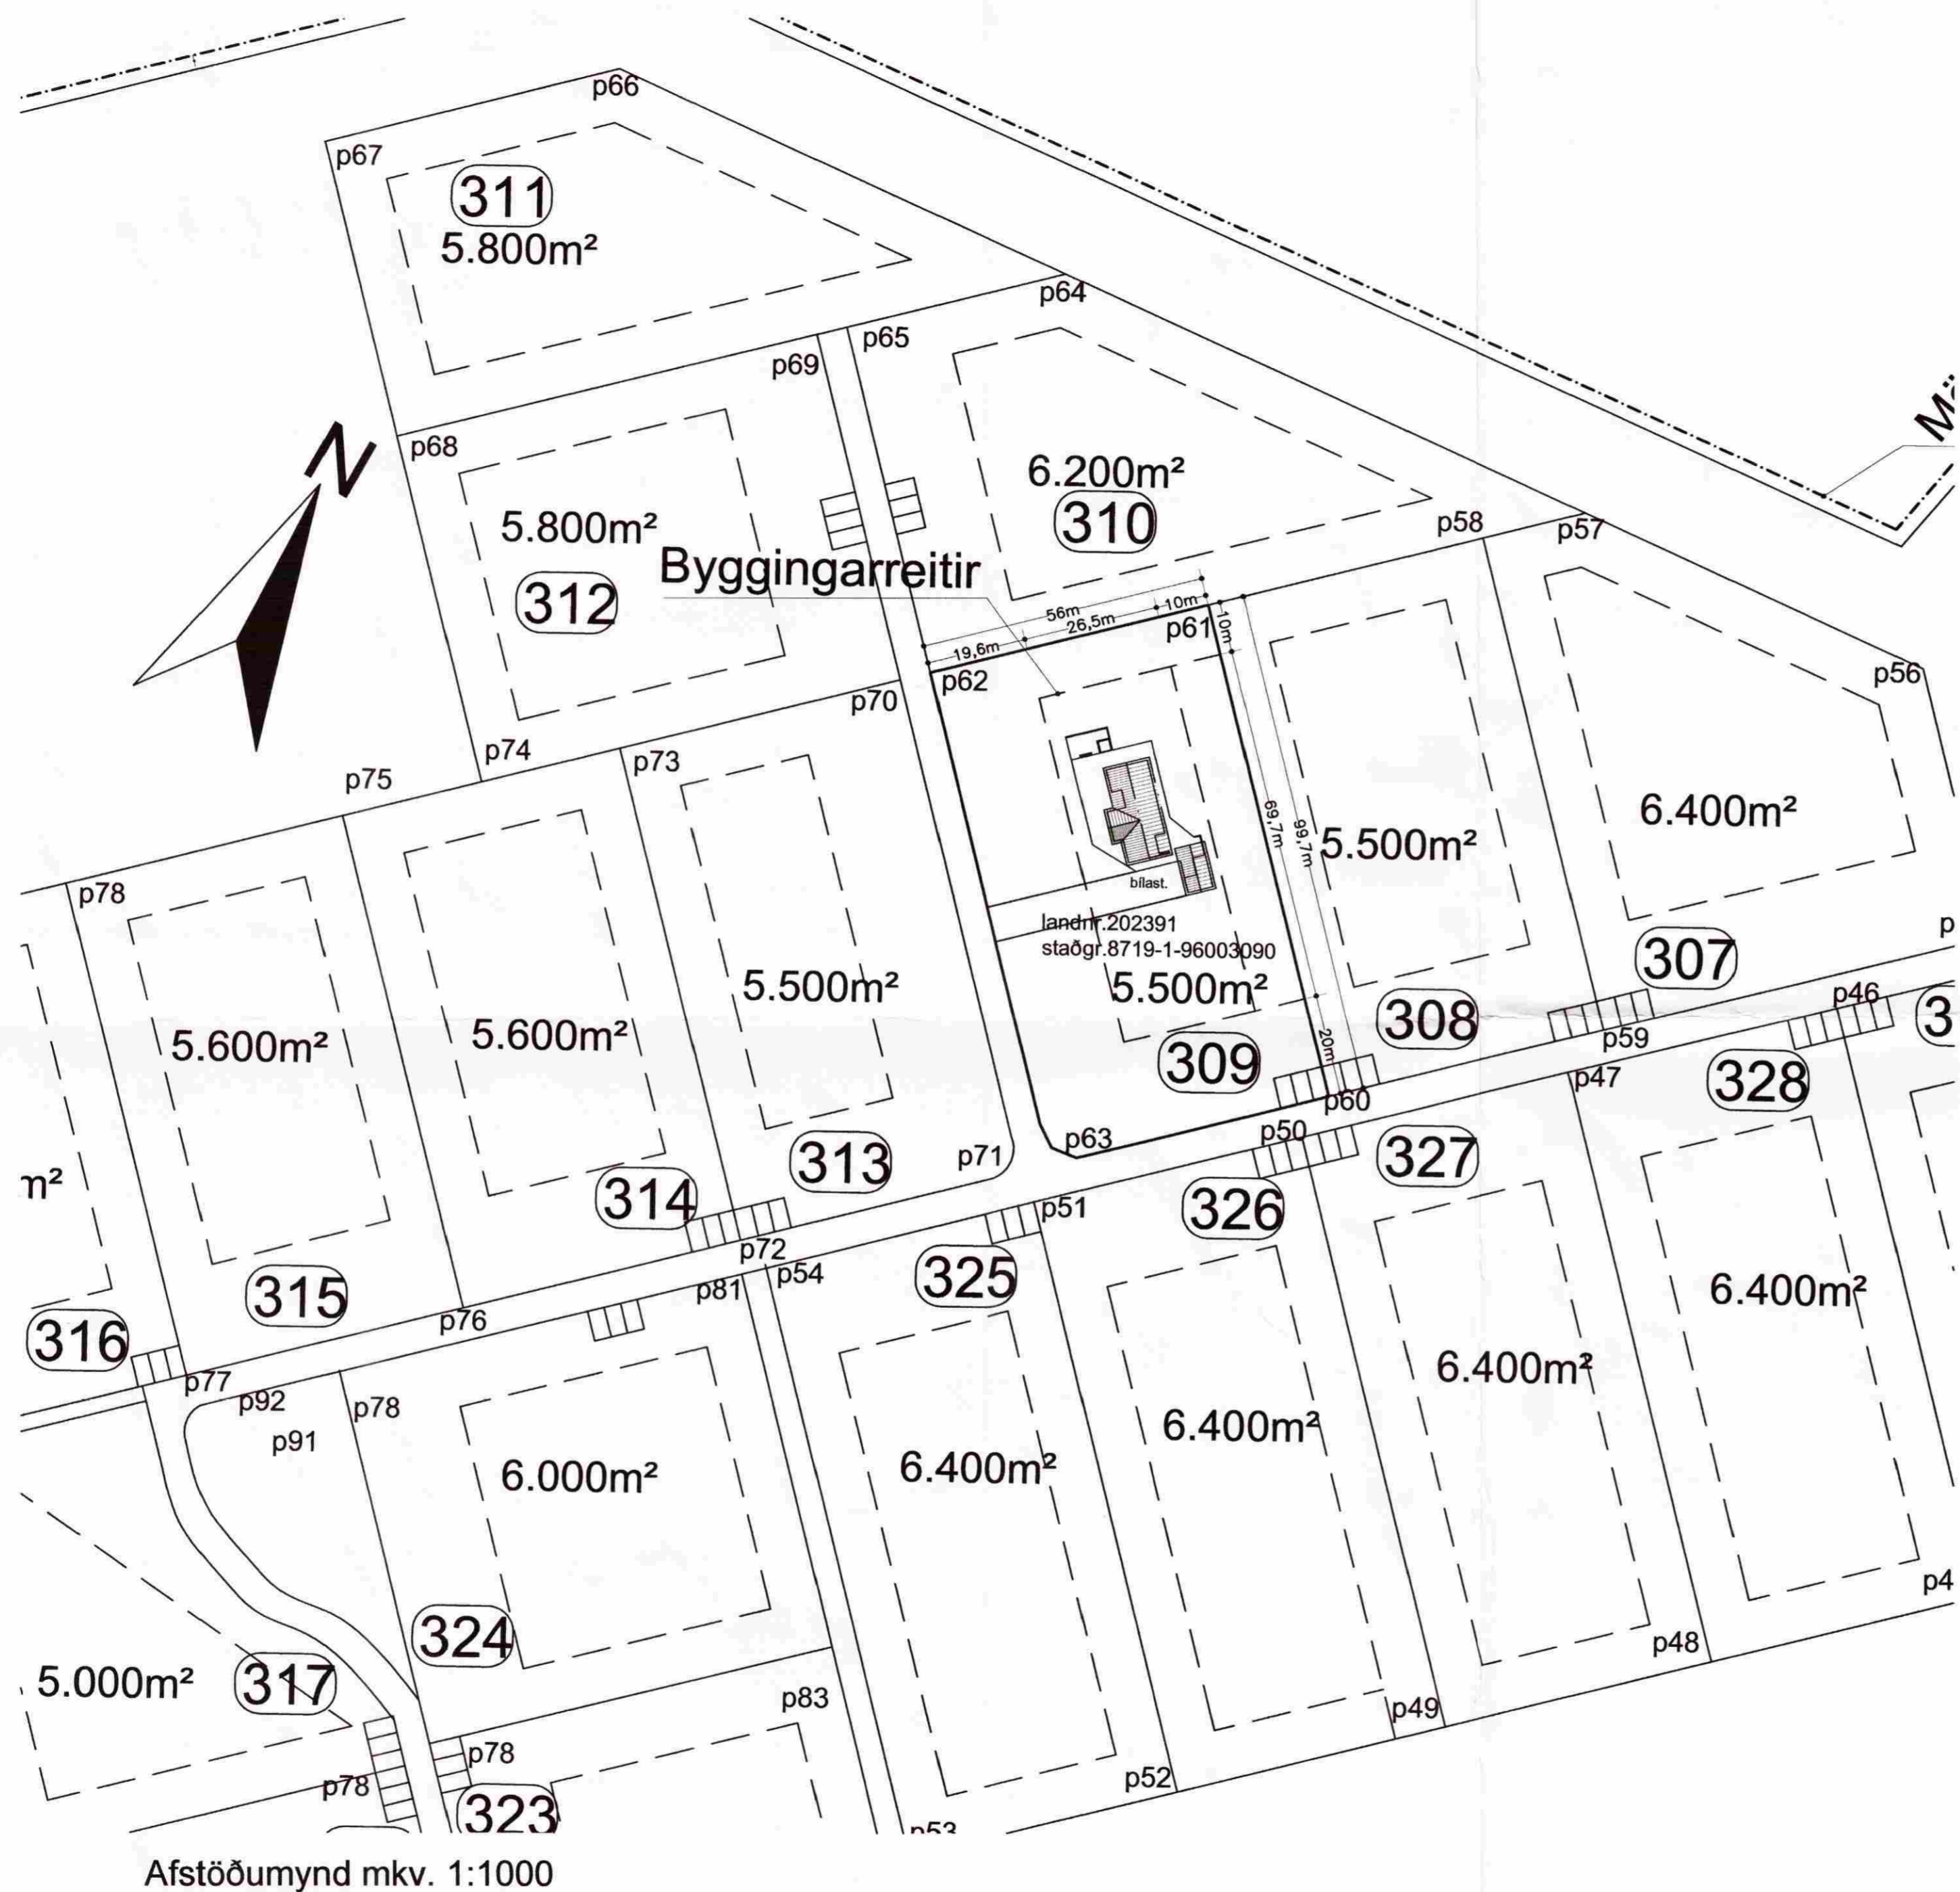 p66
p67
311
5.800m²
p64
p65
p69
N
p68
6.200m²
310
p58
p57
5.800m²
312
Byggingarreitir
56m
10m
26,5m
19,6m
p61
10m
p62
p56
p70
p74
p73
p75
69,7m
99,7m
5.500m²
6.400m²
p78
bílast.
landnr.202391
staðgr.8719-1-96003090
5.500m²
5.500m²
307
p46
308
3
5.600m²
5.600m²
p59
20m
309
p47
328
p60
p63
p50
m²
313
p71
327
314
326
p51
p72
p54
325
p81
315
6.400m²
p76
316
p77
p92
p78
6.400m²
p91
6.400m²
6.400m²
6.000m²
p4
324
p48
5.000m²
317
p83
p49
p78
p78
p52
323
p53
Afstöðumynd mkv. 1:1000